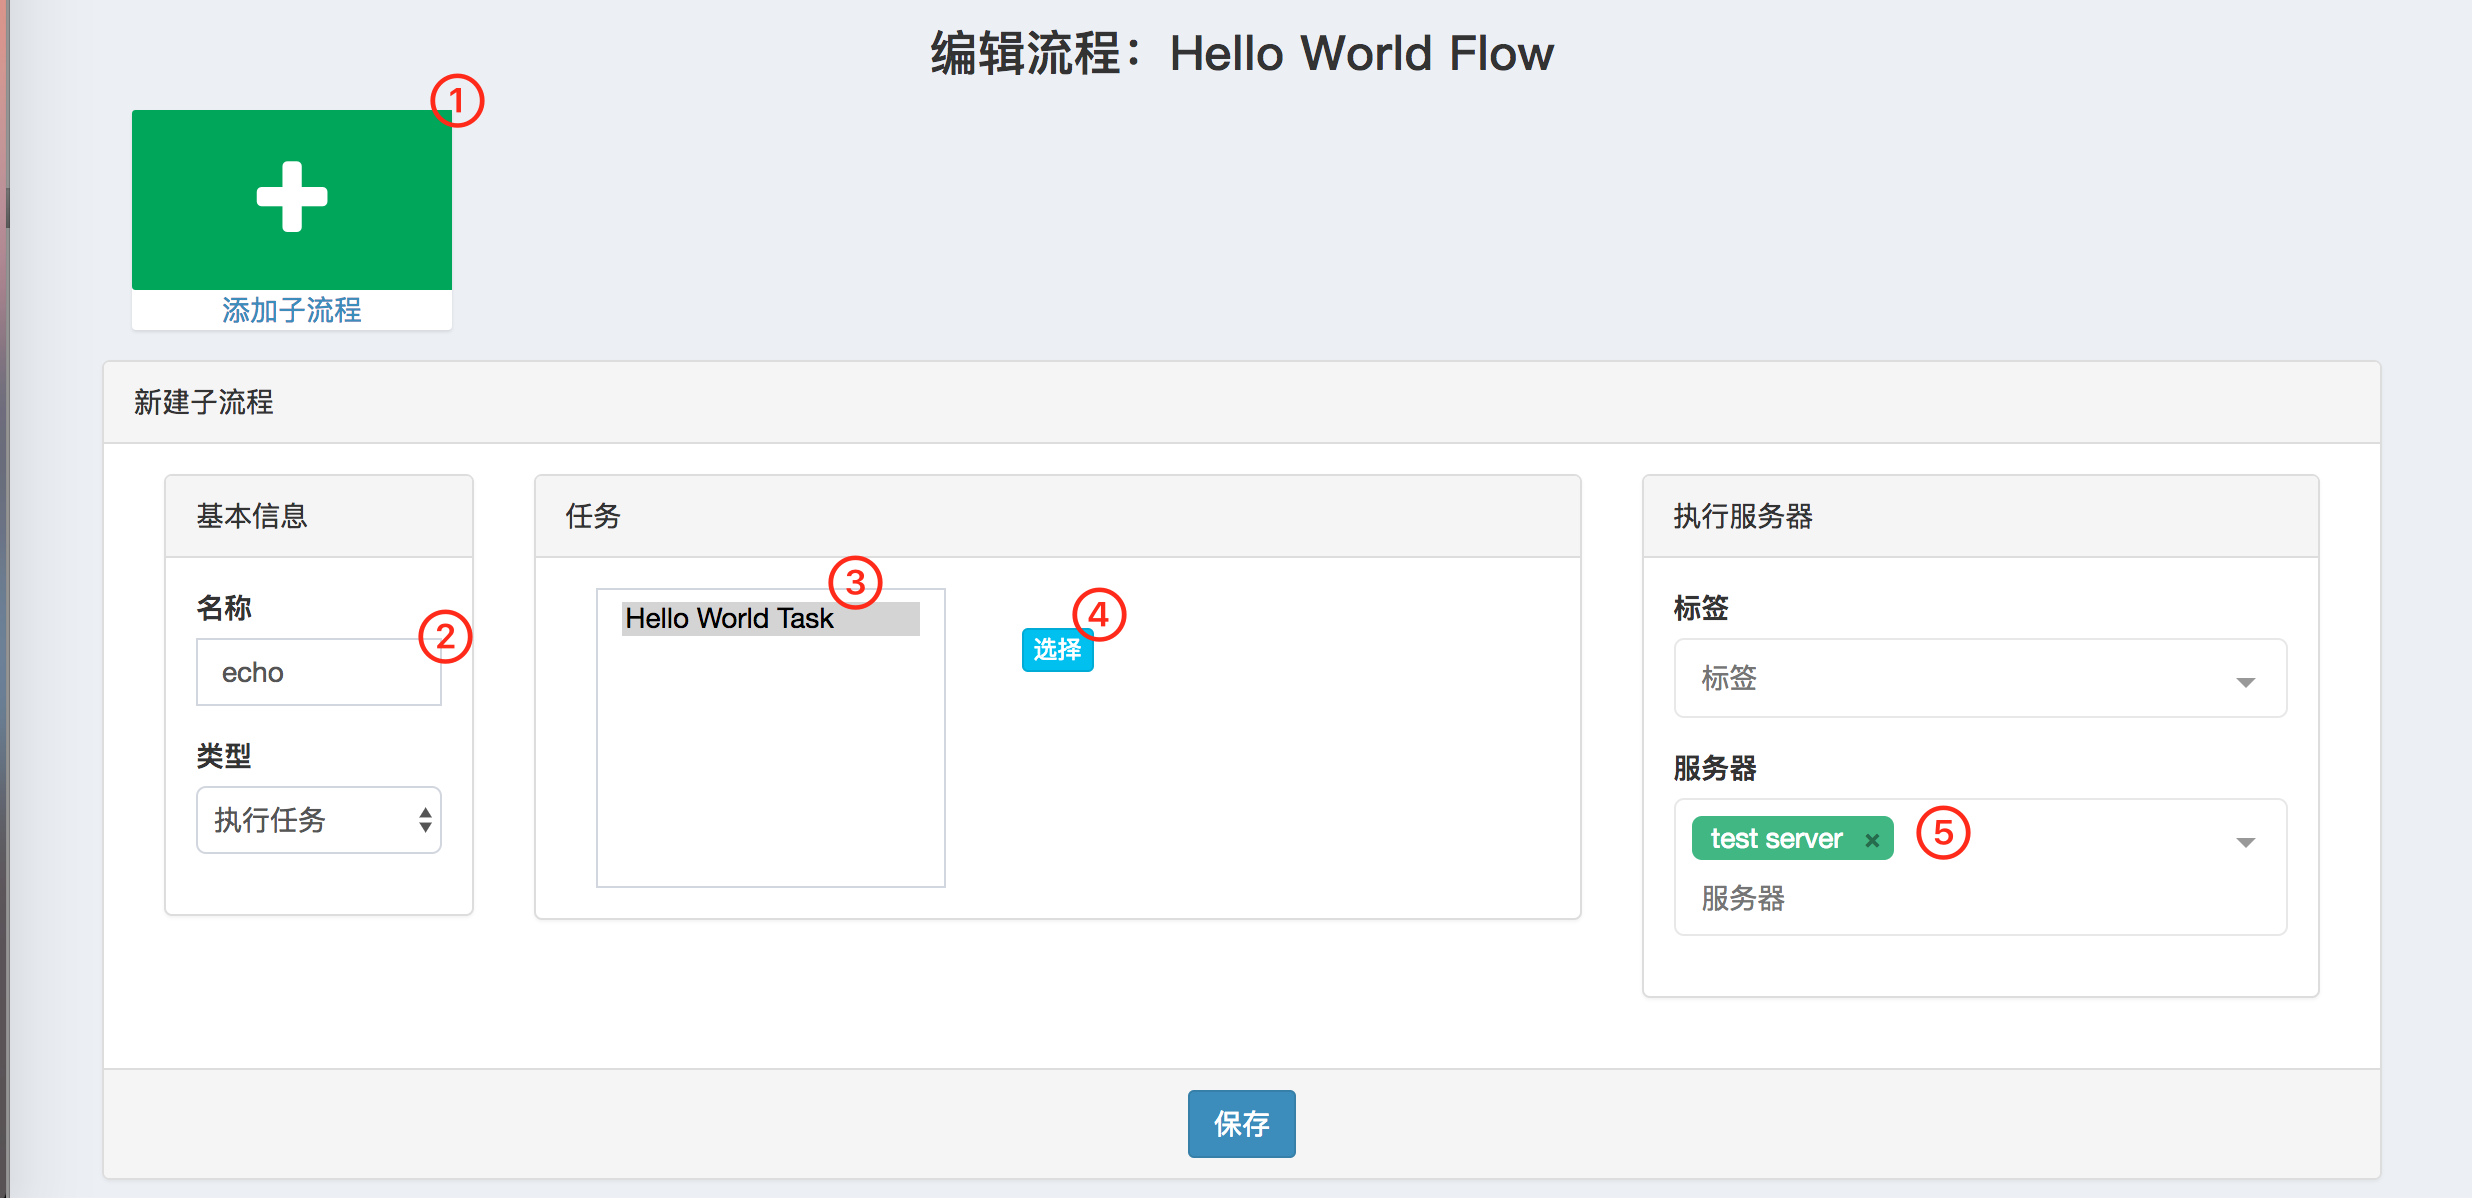 编辑流程：Hello World Flow
①
添加子流程
新建子流程
基本信息
名称
②
echo
类型
执行任务
任务
③
Hello World Task
④
选择
执行服务器
标签
标签
服务器
test server ×
⑤
服务器
保存